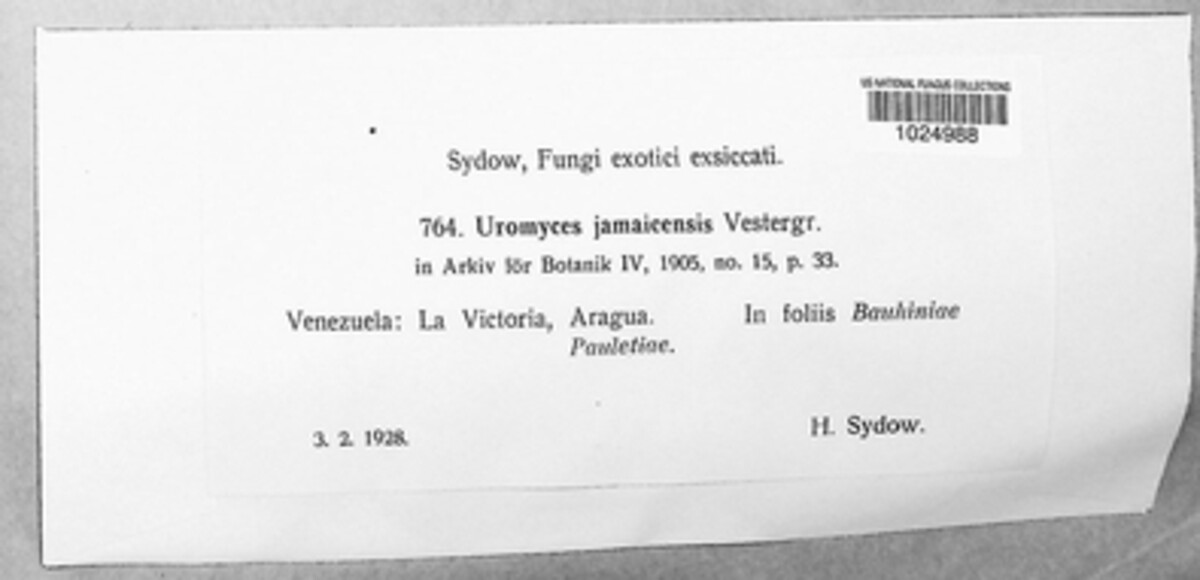 US NATIONAL FUNGUS COLLECTIONS
1024988
Sydow, Fungi exotici exsiccati.
764. Uromyces jamaicensis Vestergr.
in Arkiv för Botanik IV, 1905, no. 15, p. 33.
Venezuela: La Victoria, Aragua. In foliis Bauhiniae
Pauletiae.
3. 2. 1928. H. Sydow.